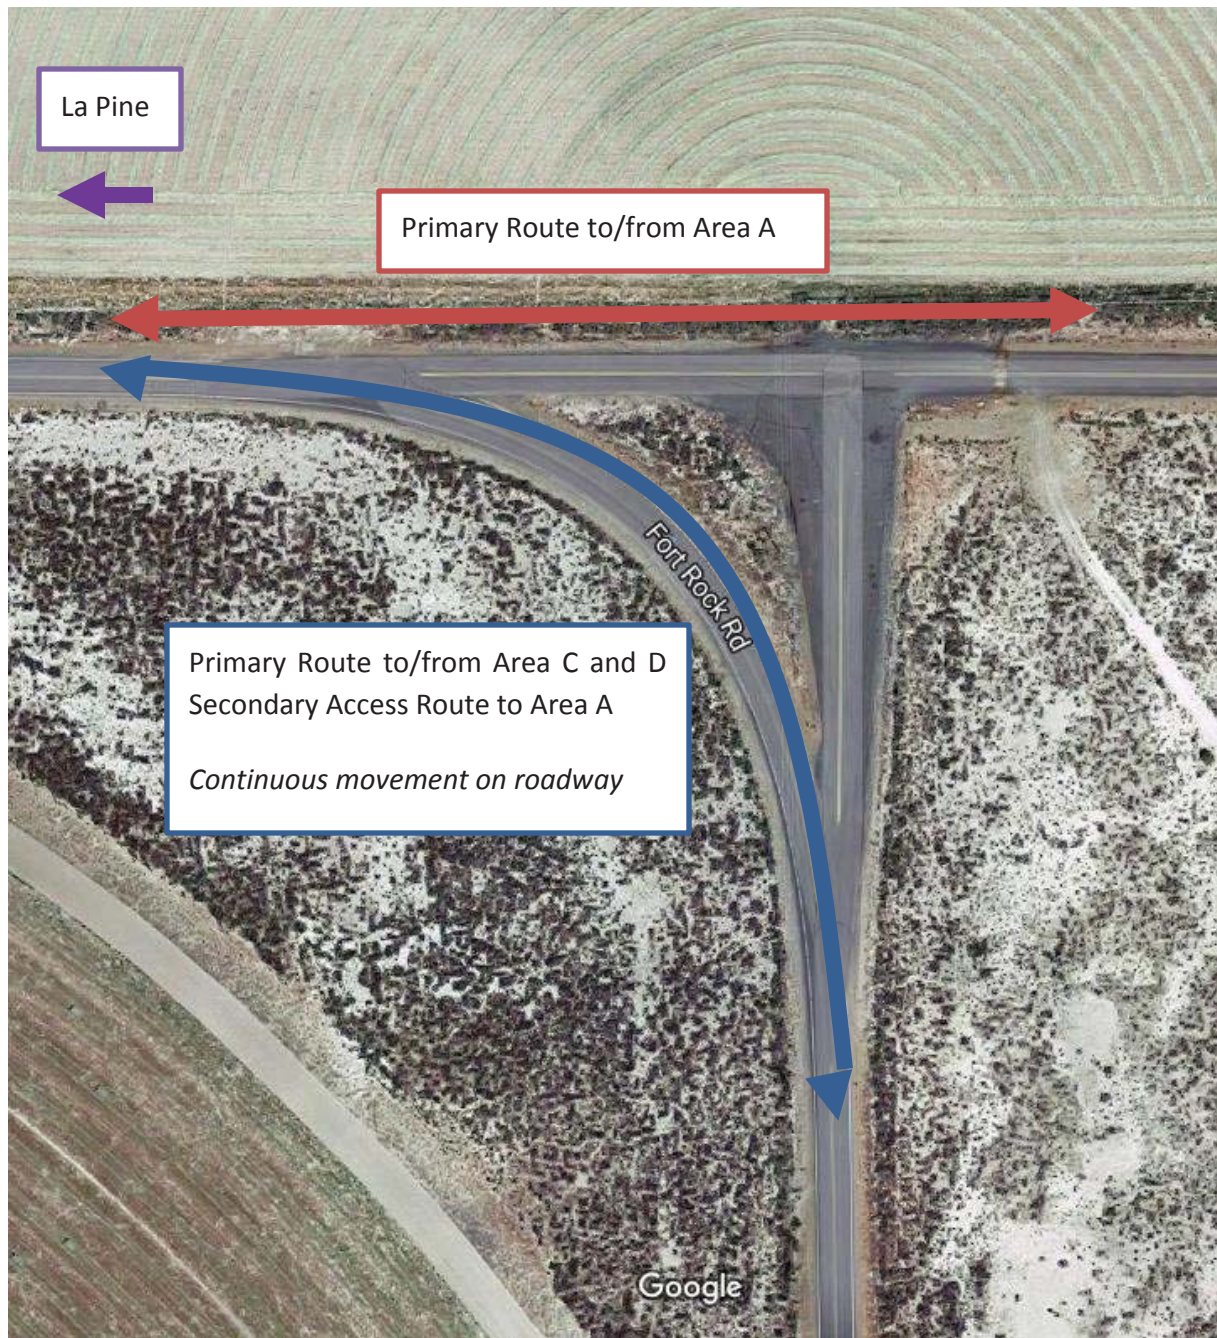 La Pine
Primary Route to/from Area A
Fort Rock Rd
Primary Route to/from Area C and D
Secondary Access Route to Area A
Continuous movement on roadway
Google